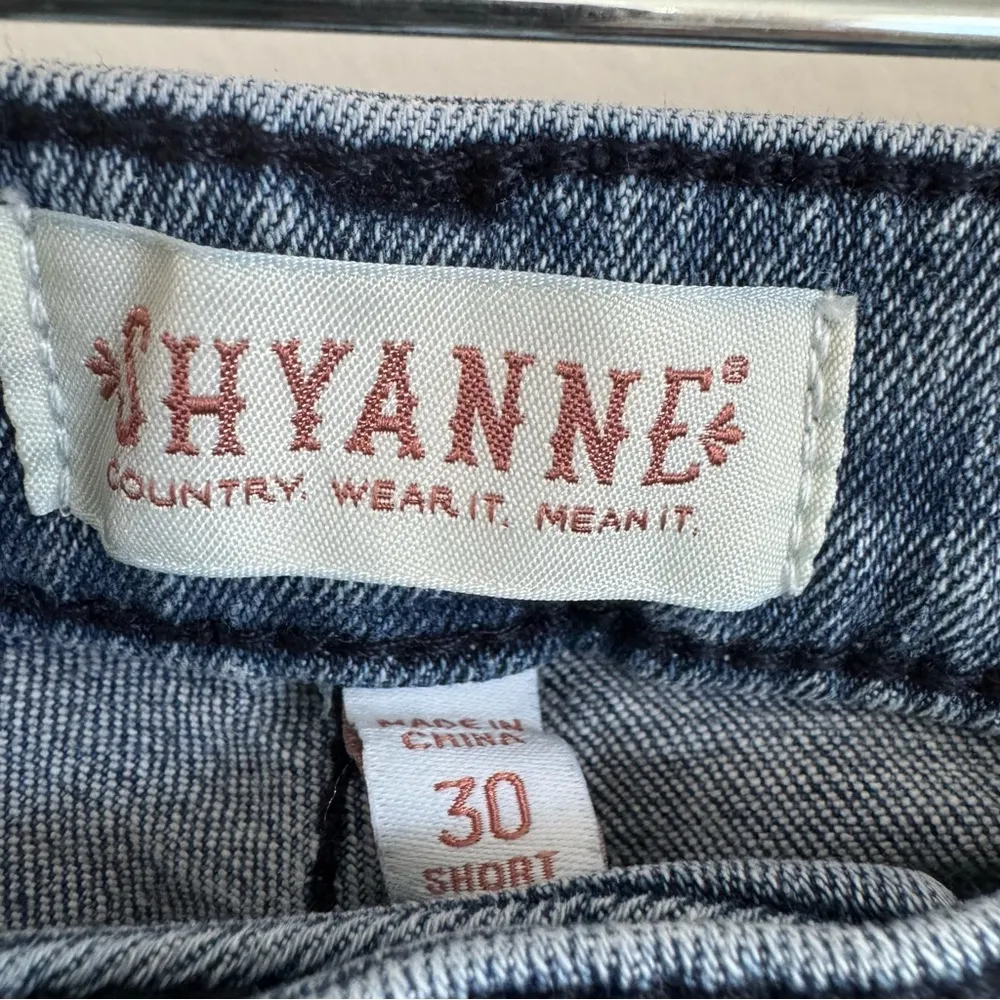 SHYANNE®
COUNTRY. WEAR IT. MEAN IT.
MADE IN
CHINA
30
SHORT